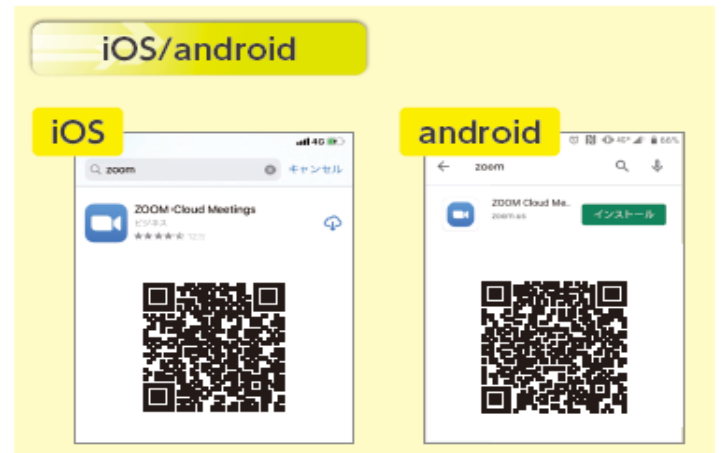 iOS/android
iOS
4G
zoom
キャンセル
ZOOM Cloud Meetings
ビジネス
android
66%
zoom
ZOOM Cloud Me..
zoom.us
インストール